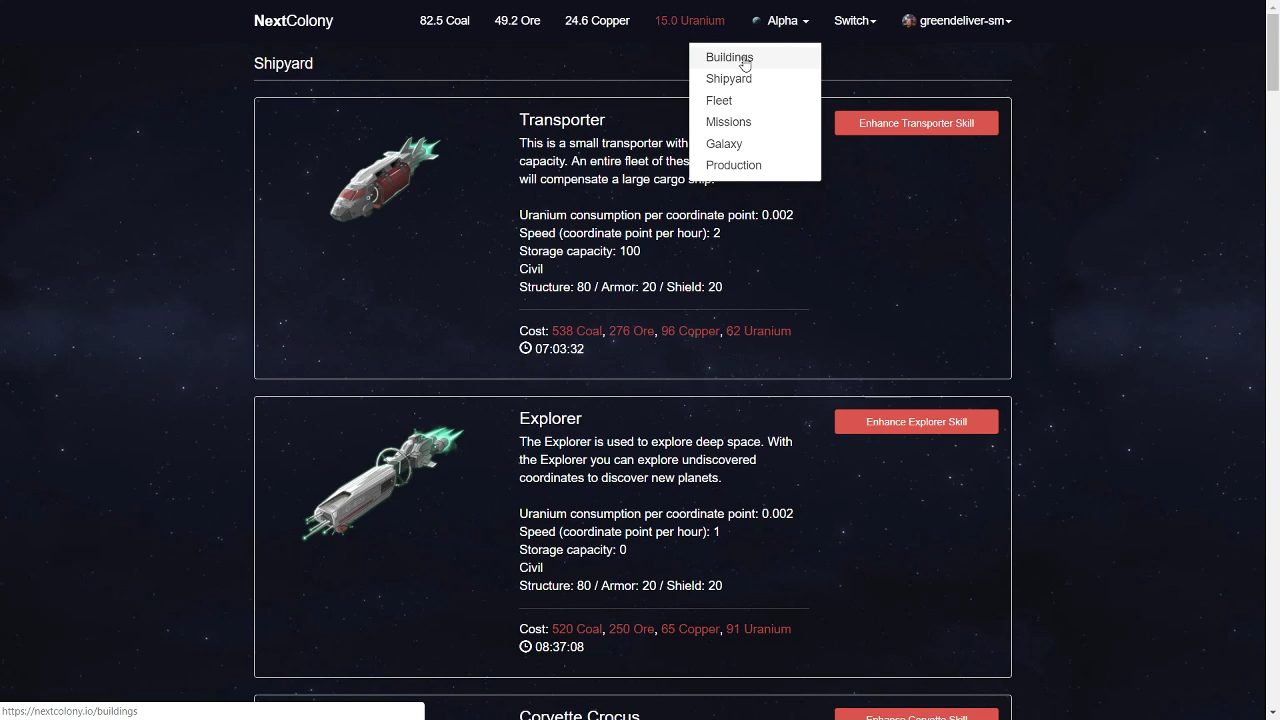 NextColony 82.5 Coal 49.2 Ore 24.6 Copper 15.0 Uranium Alpha Switch greendeliver-sm
Buildings
Shipyard
Fleet
Missions
Galaxy
Production
Shipyard
Transporter
Enhance Transporter Skill
This is a small transporter with
capacity. An entire fleet of these
will compensate a large cargo ship.
Uranium consumption per coordinate point: 0.002
Speed (coordinate point per hour): 2
Storage capacity: 100
Civil
Structure: 80 / Armor: 20 / Shield: 20
Cost: 538 Coal, 276 Ore, 96 Copper, 62 Uranium
07:03:32
Explorer
Enhance Explorer Skill
The Explorer is used to explore deep space. With
the Explorer you can explore undiscovered
coordinates to discover new planets.
Uranium consumption per coordinate point: 0.002
Speed (coordinate point per hour): 1
Storage capacity: 0
Civil
Structure: 80 / Armor: 20 / Shield: 20
Cost: 520 Coal, 250 Ore, 65 Copper, 91 Uranium
08:37:08
Corvette Crocus
Enhance Corvette Skill
https://nextcolony.io/buildings